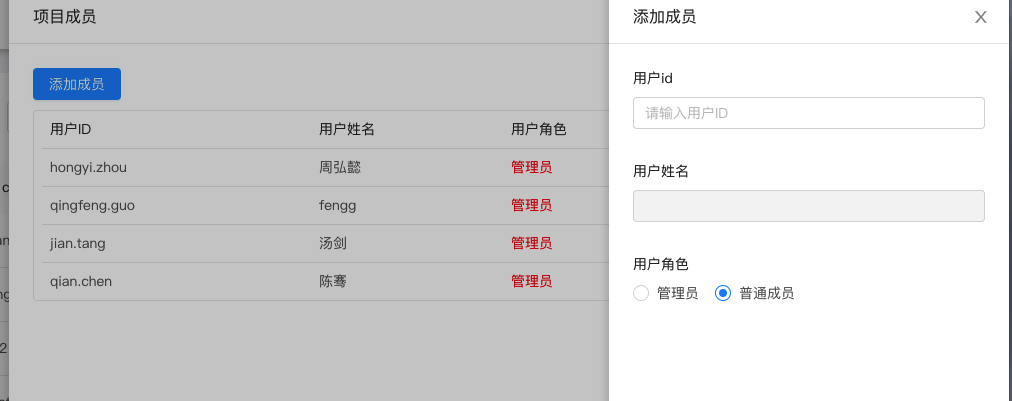 项目成员
添加成员
用户ID 用户姓名 用户角色
hongyi.zhou 周弘懿 管理员
qingfeng.guo fengg 管理员
jian.tang 汤剑 管理员
qian.chen 陈骞 管理员
添加成员
用户id
请输入用户ID
用户姓名
用户角色
管理员 普通成员